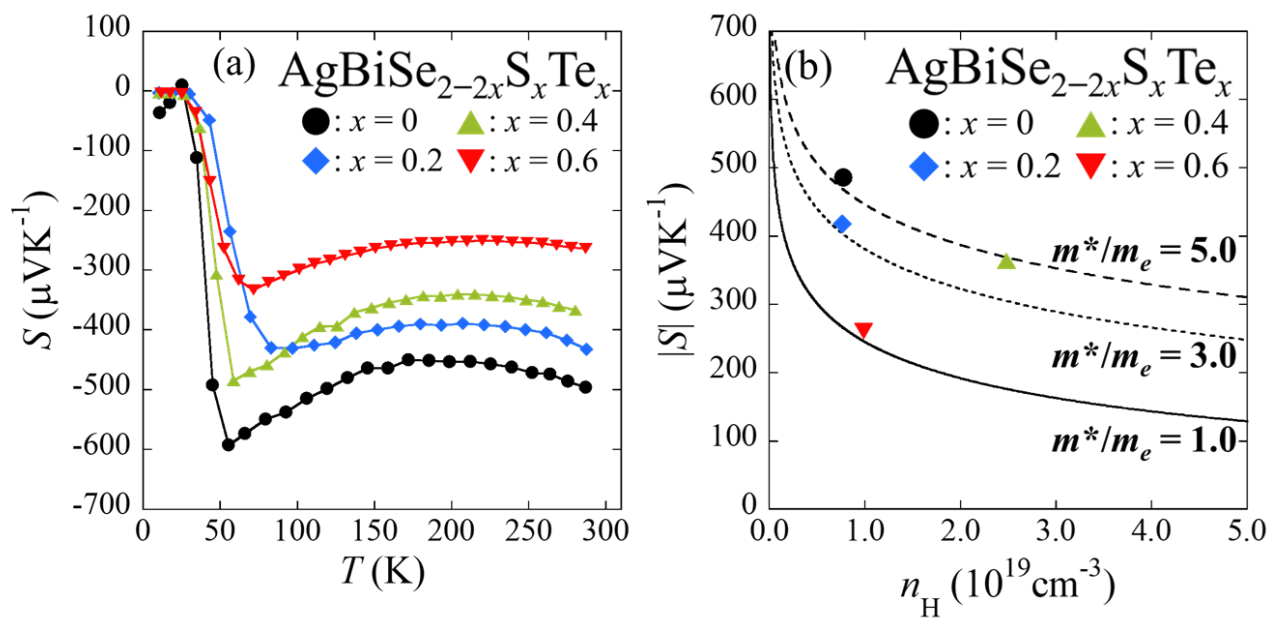 (a)
AgBiSe2−2xSxTex
●: x = 0 ▲: x = 0.4
◆: x = 0.2 ▼: x = 0.6
100
0
-100
-200
-300
-400
-500
-600
-700
S (μVK-1)
0 50 100 150 200 250 300
T (K)
(b)
AgBiSe2−2xSxTex
●: x = 0 ▲: x = 0.4
◆: x = 0.2 ▼: x = 0.6
700
600
500
400
300
200
100
0
|S| (μVK-1)
m*/me = 5.0
m*/me = 3.0
m*/me = 1.0
0.0 1.0 2.0 3.0 4.0 5.0
nH (1019cm-3)